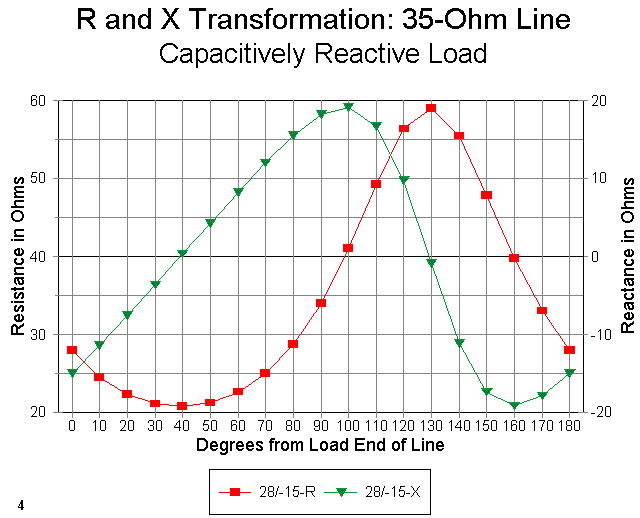 R and X Transformation: 35-Ohm Line
Capacitively Reactive Load
60
50
40
30
20
Resistance in Ohms
20
10
0
-10
-20
Reactance in Ohms
0 10 20 30 40 50 60 70 80 90 100 110 120 130 140 150 160 170 180
Degrees from Load End of Line
28/-15-R 28/-15-X
4